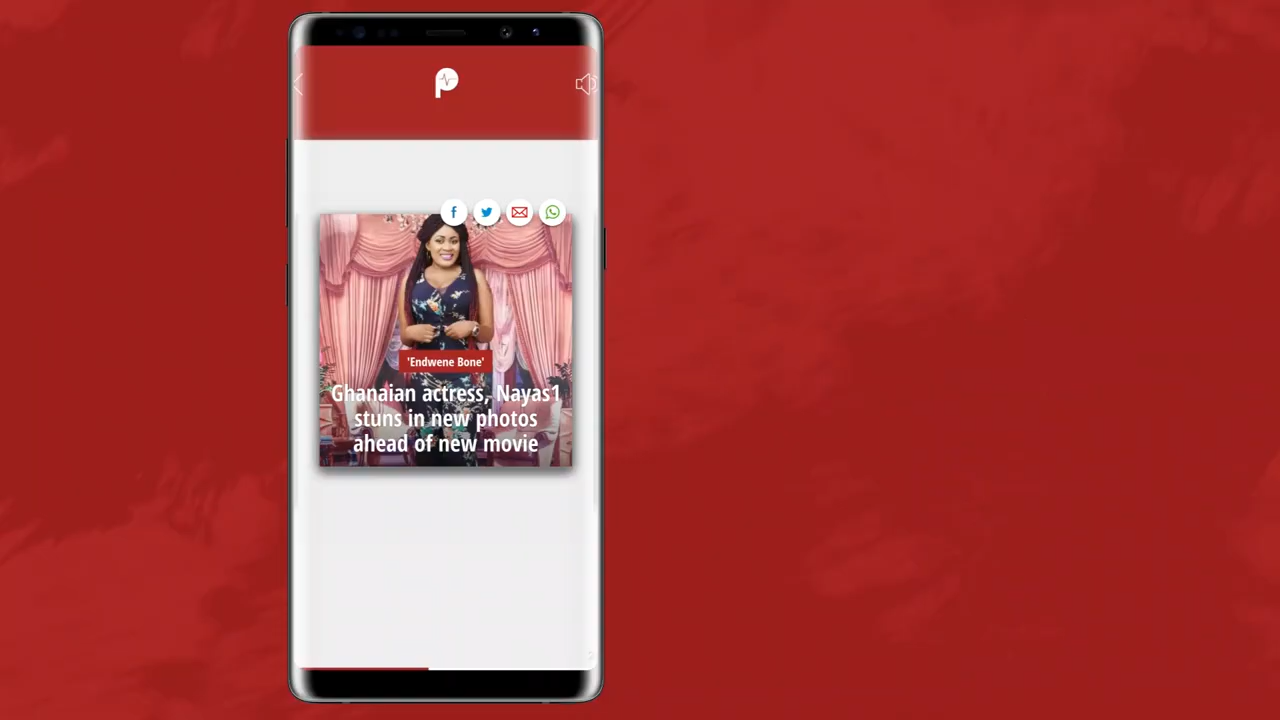 'Endwene Bone'
Ghanaian actress, Nayas1
stuns in new photos
ahead of new movie